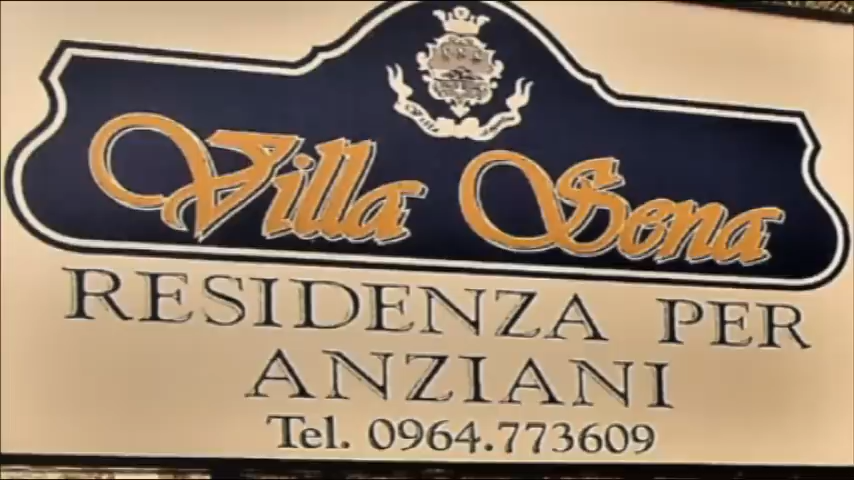 Villa Sena
RESIDENZA PER
ANZIANI
Tel. 0964.773609